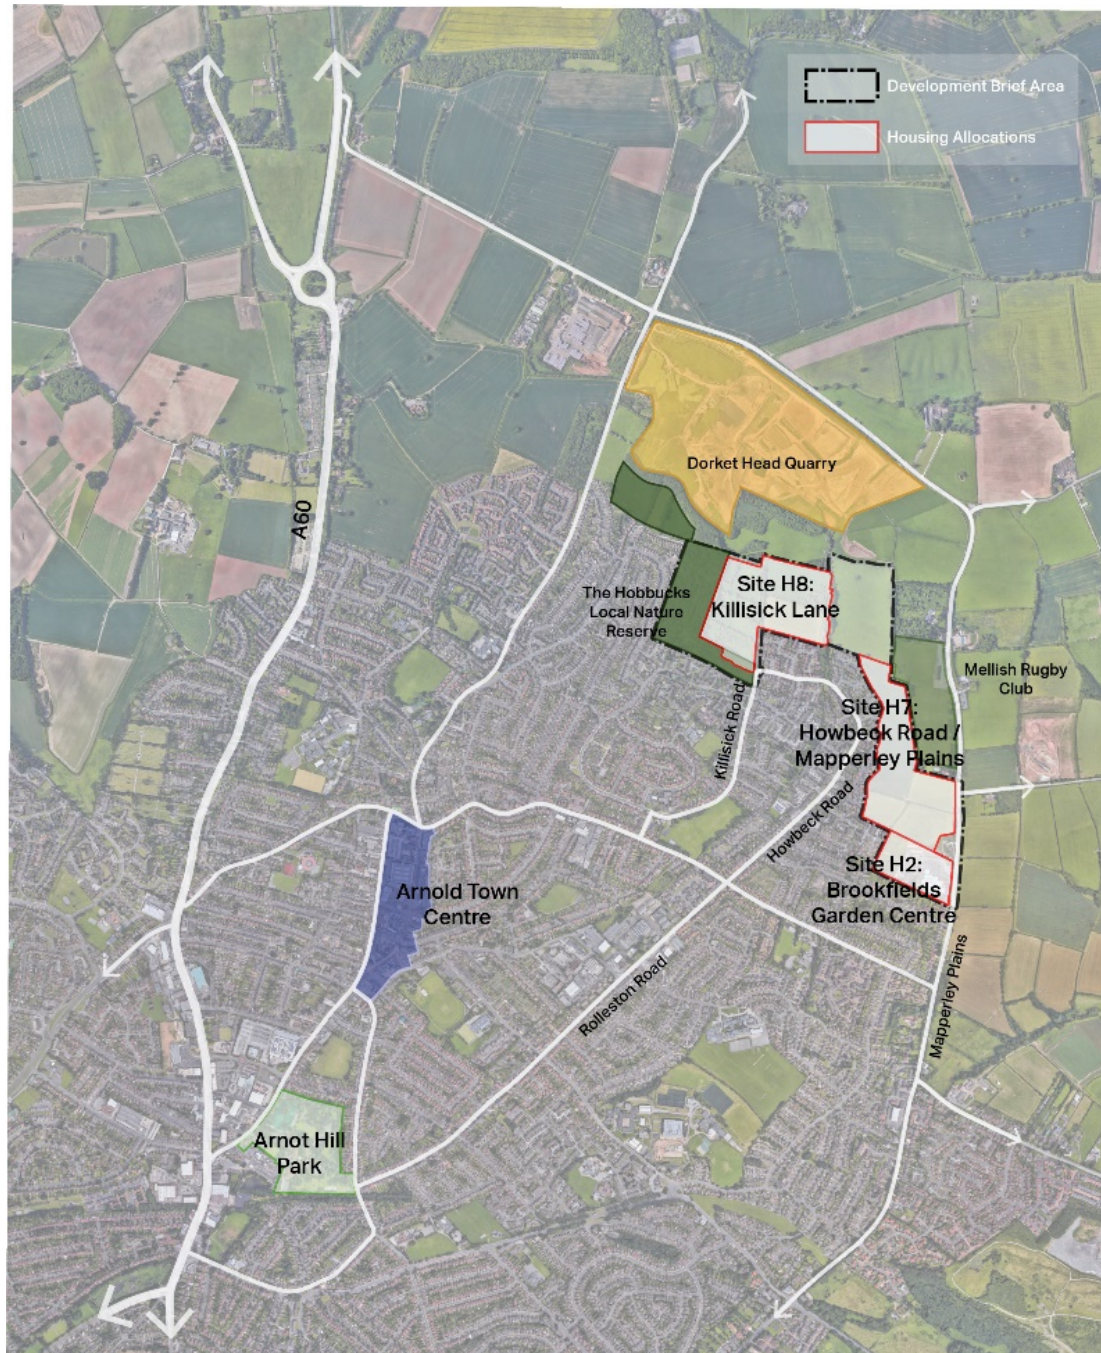 Development Brief Area
Housing Allocations
Dorket Head Quarry
A60
The Hobbucks
Local Nature
Reserve
Site H8:
Killisick Lane
Mellish Rugby
Club
Killisick Road
Site H7:
Howbeck Road /
Mapperley Plains
Howbeck Road
Site H2:
Brookfields
Garden Centre
Arnold Town
Centre
Rolleston Road
Mapperley Plains
Arnot Hill
Park